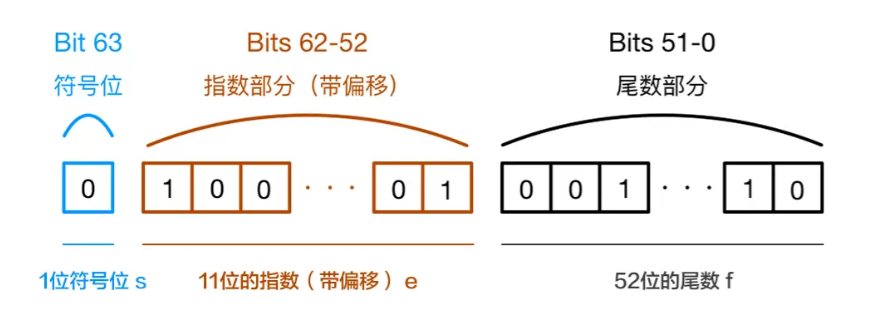 Bit 63
Bits 62-52
Bits 51-0
符号位
指数部分（带偏移）
尾数部分
0
1 0 0 · · · 0 1
0 0 1 · · · 1 0
1位符号位 s
11位的指数（带偏移）e
52位的尾数 f